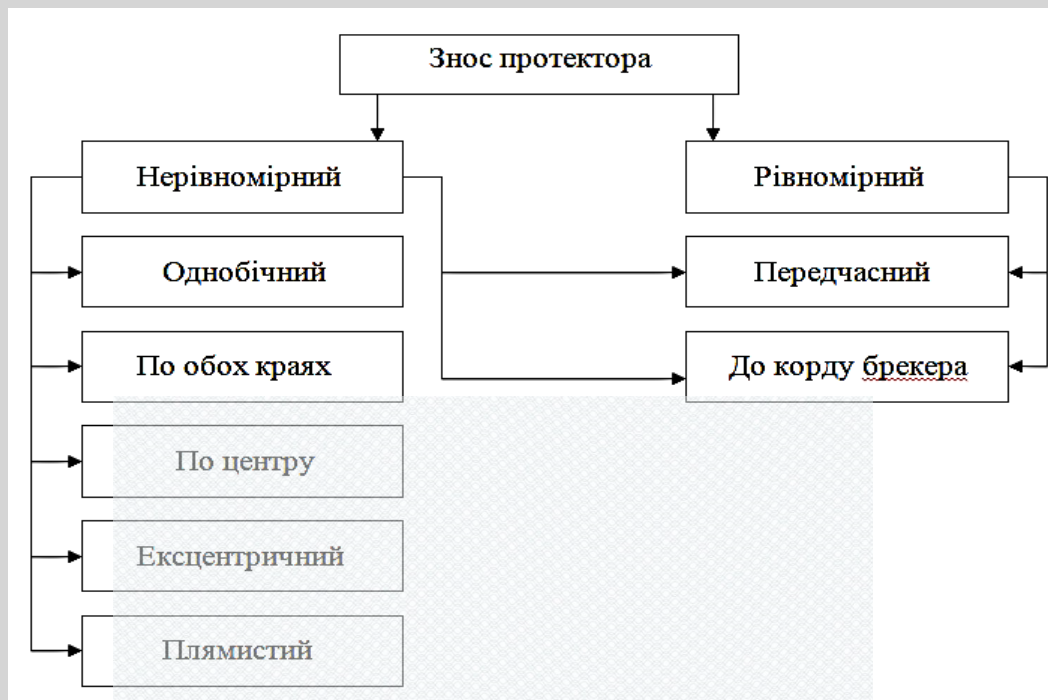 Знос протектора
Нерівномірний
Рівномірний
Однобічний
Передчасний
По обох краях
До корду брекера
По центру
Ексцентричний
Плямистий